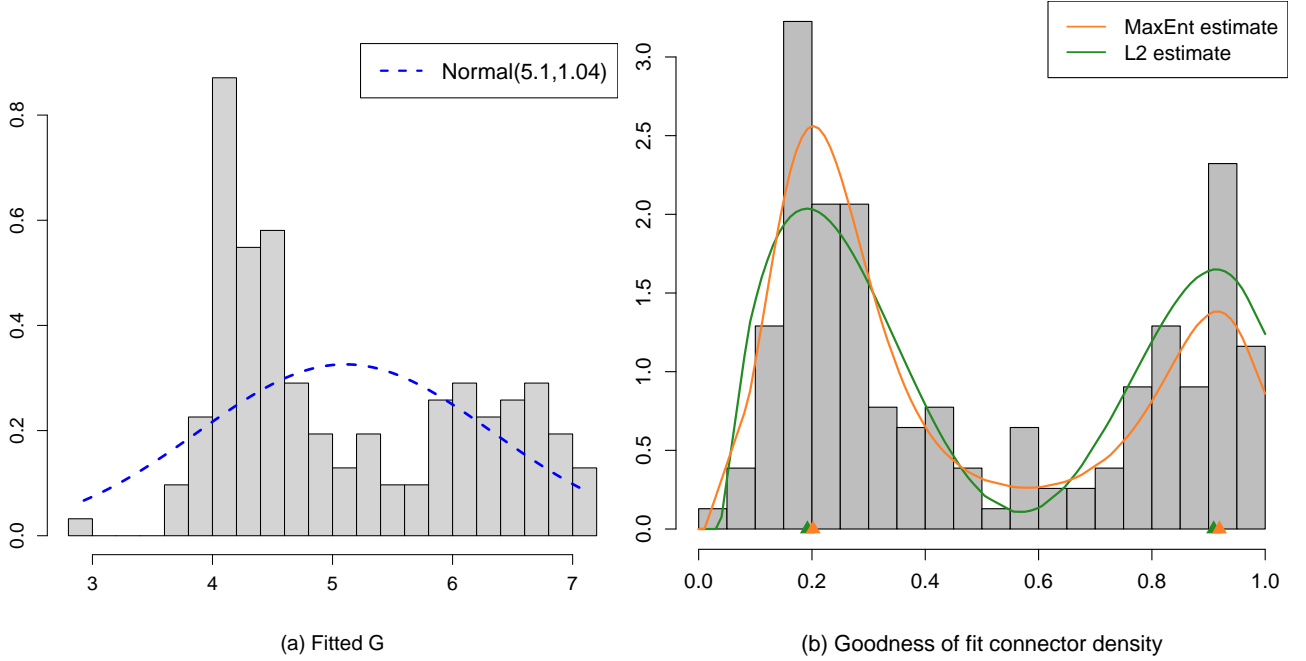 Normal(5.1,1.04)
0.8
0.6
0.4
0.2
0.0
3 4 5 6 7
(a) Fitted G
MaxEnt estimate
L2 estimate
3.0
2.5
2.0
1.5
1.0
0.5
0.0
0.0 0.2 0.4 0.6 0.8 1.0
(b) Goodness of fit connector density